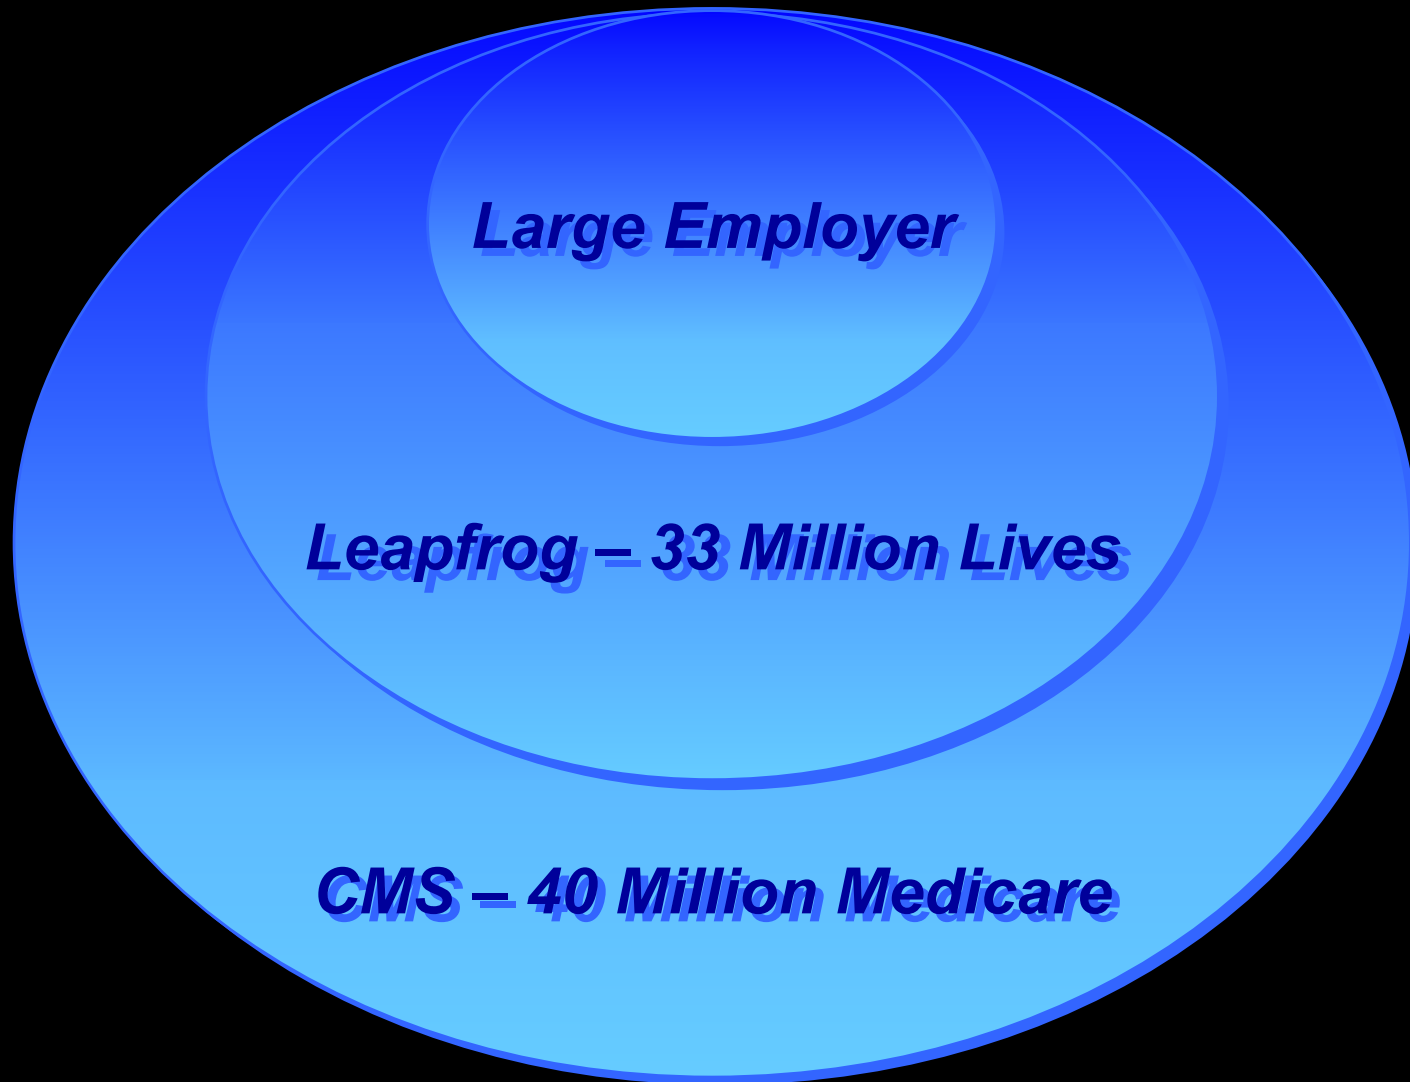 Large Employer
Leapfrog – 33 Million Lives
CMS – 40 Million Medicare